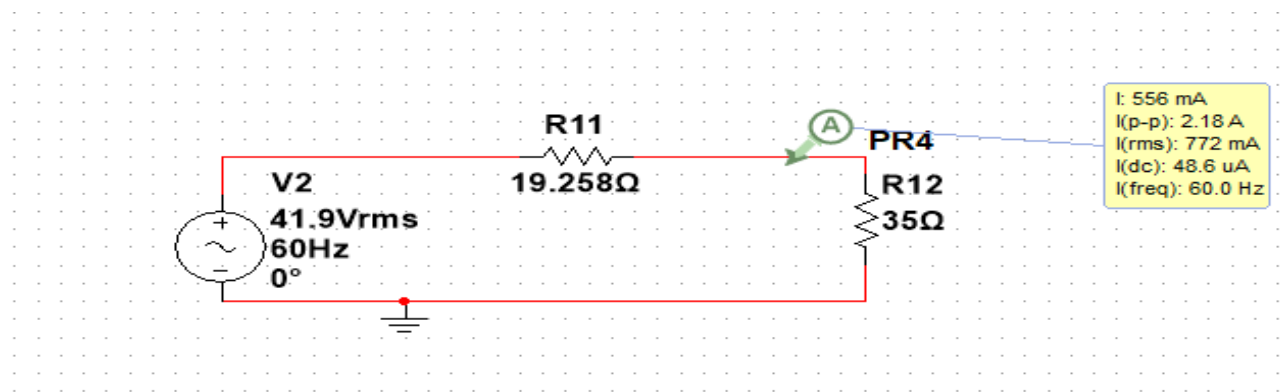 V2
41.9Vrms
60Hz
0°
R11
19.258Ω
A
PR4
R12
35Ω
I: 556 mA
I(p-p): 2.18 A
I(rms): 772 mA
I(dc): 48.6 uA
I(freq): 60.0 Hz